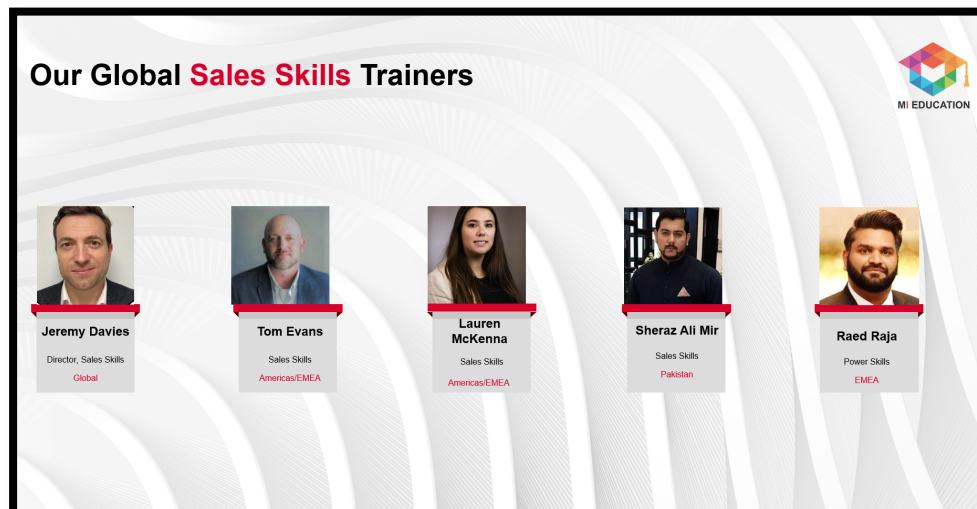 Our Global Sales Skills Trainers
MI EDUCATION
Jeremy Davies
Director, Sales Skills
Global
Tom Evans
Sales Skills
Americas/EMEA
Lauren
McKenna
Sales Skills
Americas/EMEA
Sheraz Ali Mir
Sales Skills
Pakistan
Raed Raja
Power Skills
EMEA